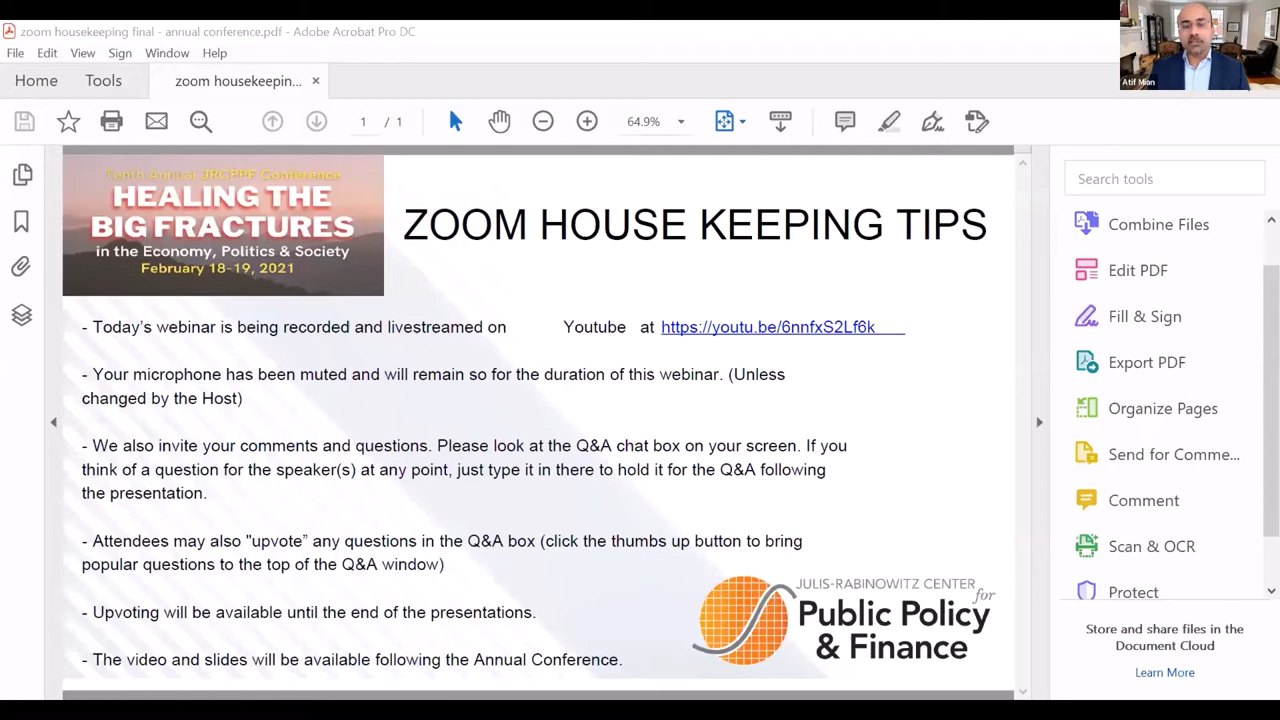 zoom housekeeping final - annual conference.pdf - Adobe Acrobat Pro DC
File Edit View Sign Window Help
Home Tools zoom housekeepin... ×
1 / 1 64.9%
Atif Mian
Tenth Annual JRCPPF Conference
HEALING THE
BIG FRACTURES
in the Economy, Politics & Society
February 18-19, 2021
ZOOM HOUSE KEEPING TIPS
- Today's webinar is being recorded and livestreamed on Youtube at https://youtu.be/6nnfxS2Lf6k
- Your microphone has been muted and will remain so for the duration of this webinar. (Unless
changed by the Host)
- We also invite your comments and questions. Please look at the Q&A chat box on your screen. If you
think of a question for the speaker(s) at any point, just type it in there to hold it for the Q&A following
the presentation.
- Attendees may also "upvote" any questions in the Q&A box (click the thumbs up button to bring
popular questions to the top of the Q&A window)
- Upvoting will be available until the end of the presentations.
- The video and slides will be available following the Annual Conference.
JULIS-RABINOWITZ CENTER for
Public Policy
& Finance
Search tools
Combine Files
Edit PDF
Fill & Sign
Export PDF
Organize Pages
Send for Comme...
Comment
Scan & OCR
Protect
Store and share files in the
Document Cloud
Learn More